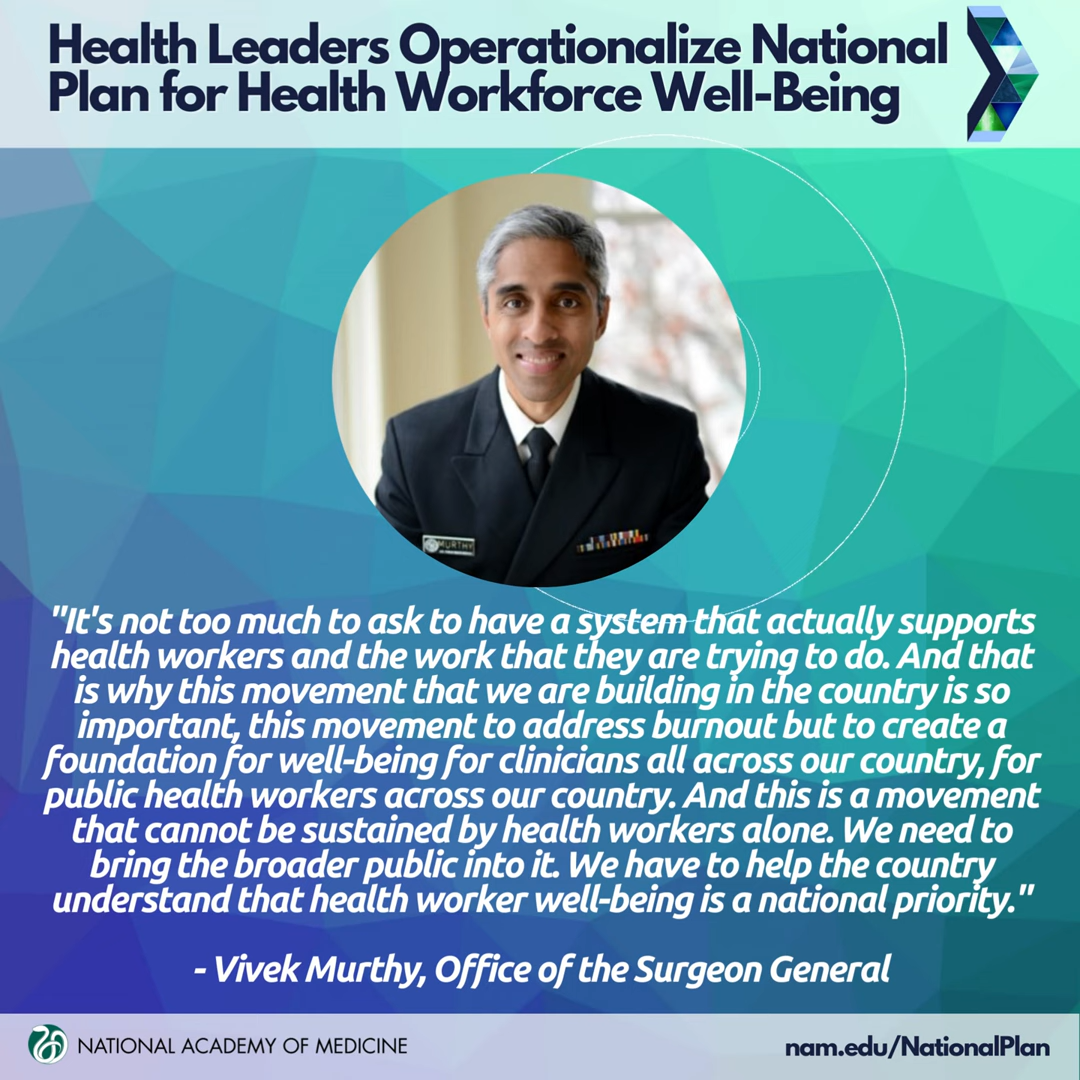 Health Leaders Operationalize National
Plan for Health Workforce Well-Being
MURTHY
"It's not too much to ask to have a system that actually supports
health workers and the work that they are trying to do. And that
is why this movement that we are building in the country is so
important, this movement to address burnout but to create a
foundation for well-being for clinicians all across our country, for
public health workers across our country. And this is a movement
that cannot be sustained by health workers alone. We need to
bring the broader public into it. We have to help the country
understand that health worker well-being is a national priority."
- Vivek Murthy, Office of the Surgeon General
NATIONAL ACADEMY OF MEDICINE
nam.edu/NationalPlan